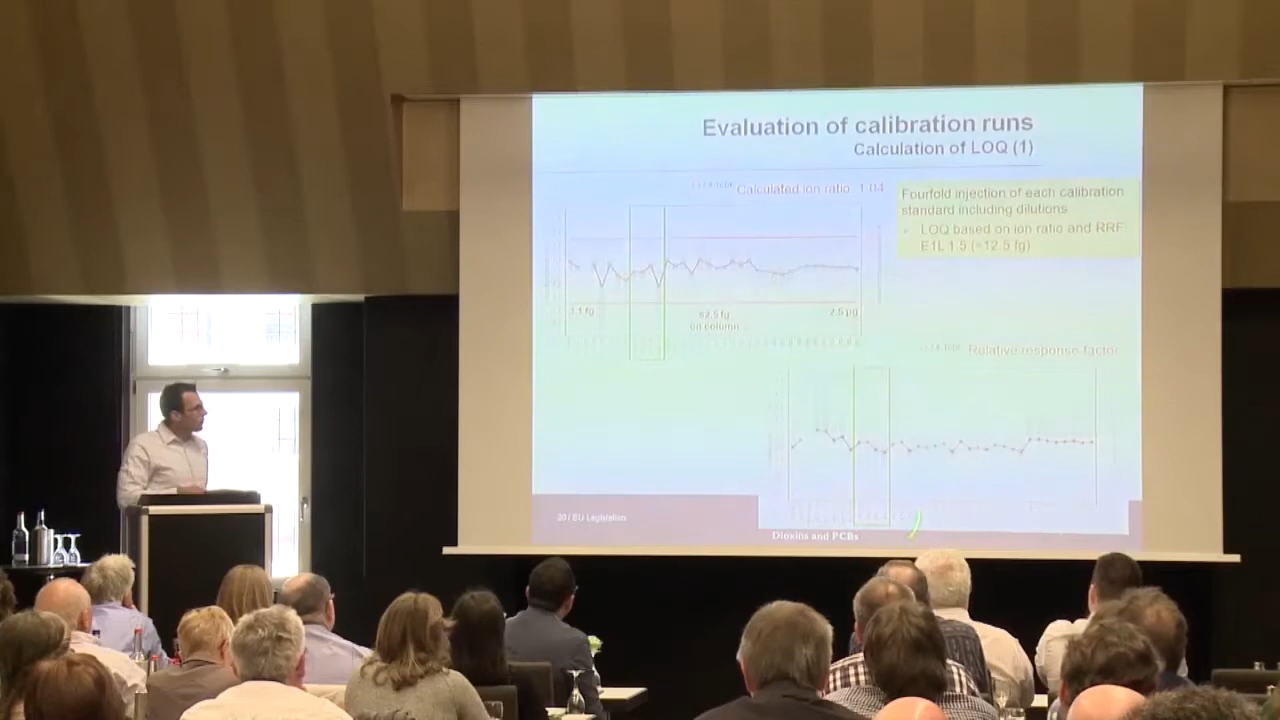 Evaluation of calibration runs
Calculation of LOQ (1)
Calculated ion ratio 1.04
Fourfold injection of each calibration
standard including dilutions
LOQ based on ion ratio and RRF:
E1L 1.5 (=12.5 fg)
62.5 fg
2.5 pg
on column
Relative response factor
20 / EU Legislation
Dioxins and PCBs